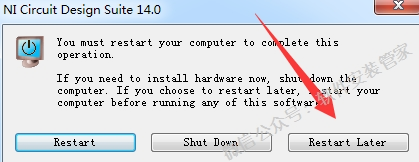 NI Circuit Design Suite 14.0
You must restart your computer to complete this
operation.
If you need to install hardware now, shut down the
computer. If you choose to restart later, restart your
computer before running any of this software.
Restart
Shut Down
Restart Later
微信公众号:软件安装管家